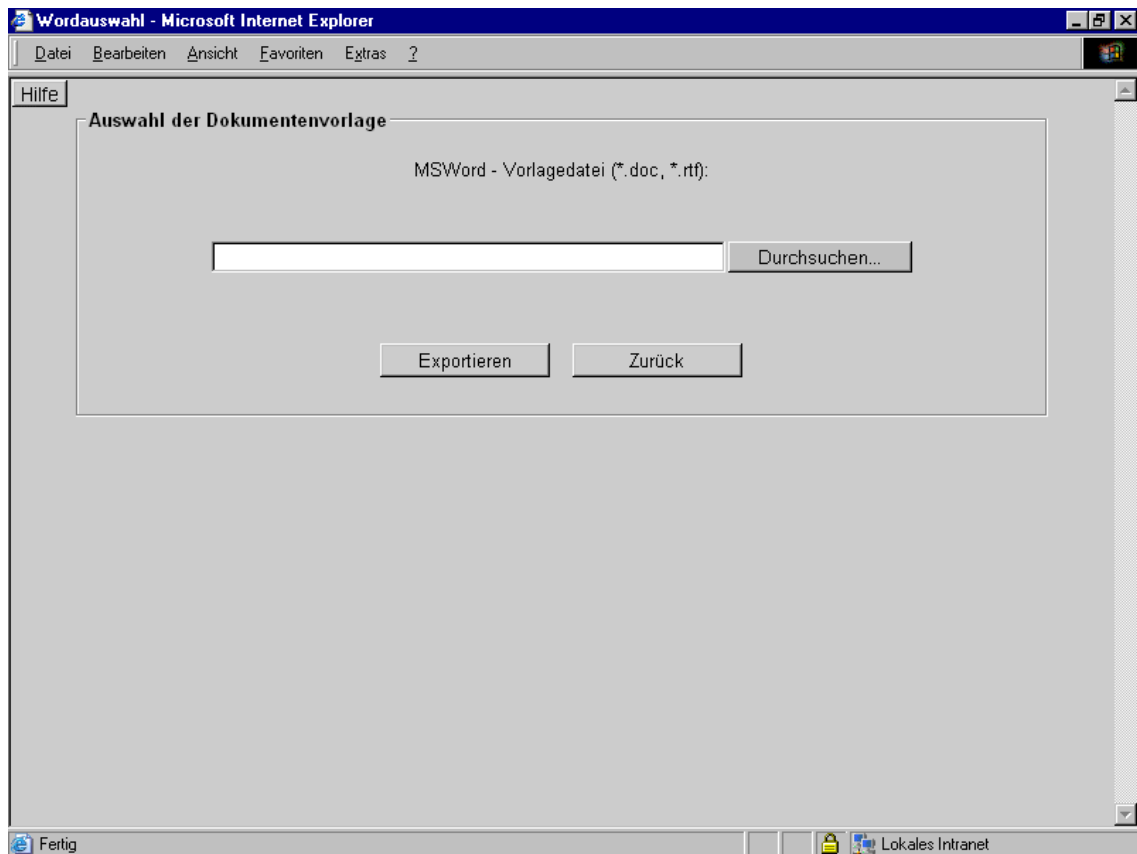 Wordauswahl - Microsoft Internet Explorer
Datei Bearbeiten Ansicht Favoriten Extras ?
Hilfe
Auswahl der Dokumentenvorlage
MSWord - Vorlagedatei (*.doc, *.rtf):
Durchsuchen...
Exportieren Zurück
Fertig Lokales Intranet